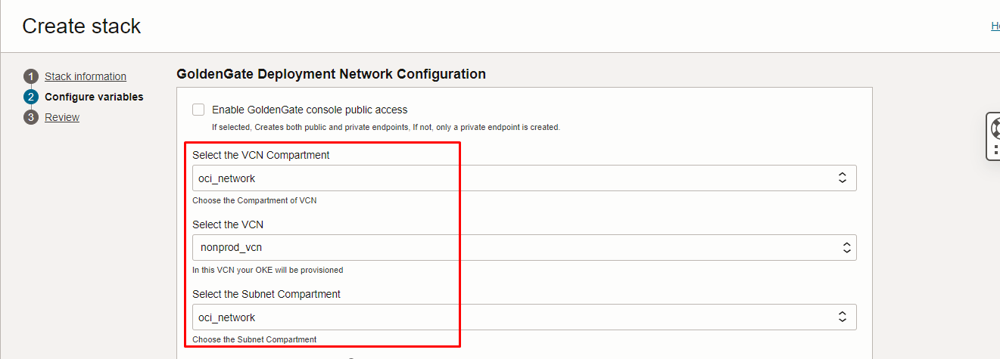 Create stack
He
1 Stack information
2 Configure variables
3 Review
GoldenGate Deployment Network Configuration
Enable GoldenGate console public access
If selected, Creates both public and private endpoints, If not, only a private endpoint is created.
Select the VCN Compartment
oci_network
Choose the Compartment of VCN
Select the VCN
nonprod_vcn
In this VCN your OKE will be provisioned
Select the Subnet Compartment
oci_network
Choose the Subnet Compartment